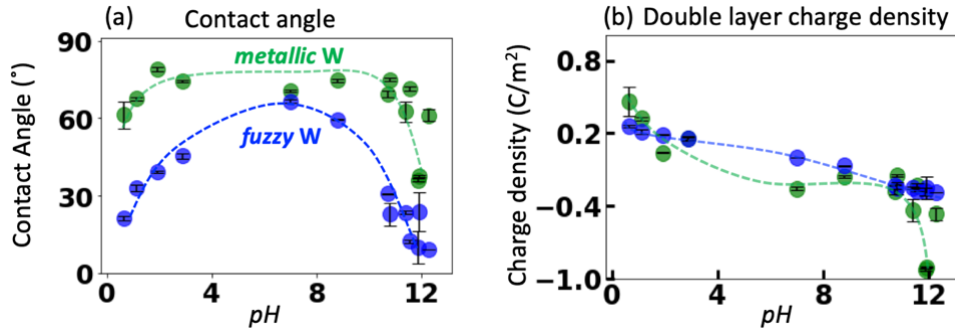 (a) Contact angle
Contact Angle (°)
90
60
30
0
metallic W
fuzzy W
0 4 8 12
pH
(b) Double layer charge density
Charge density (C/m²)
0.8
0.2
−0.4
−1.0
0 4 8 12
pH